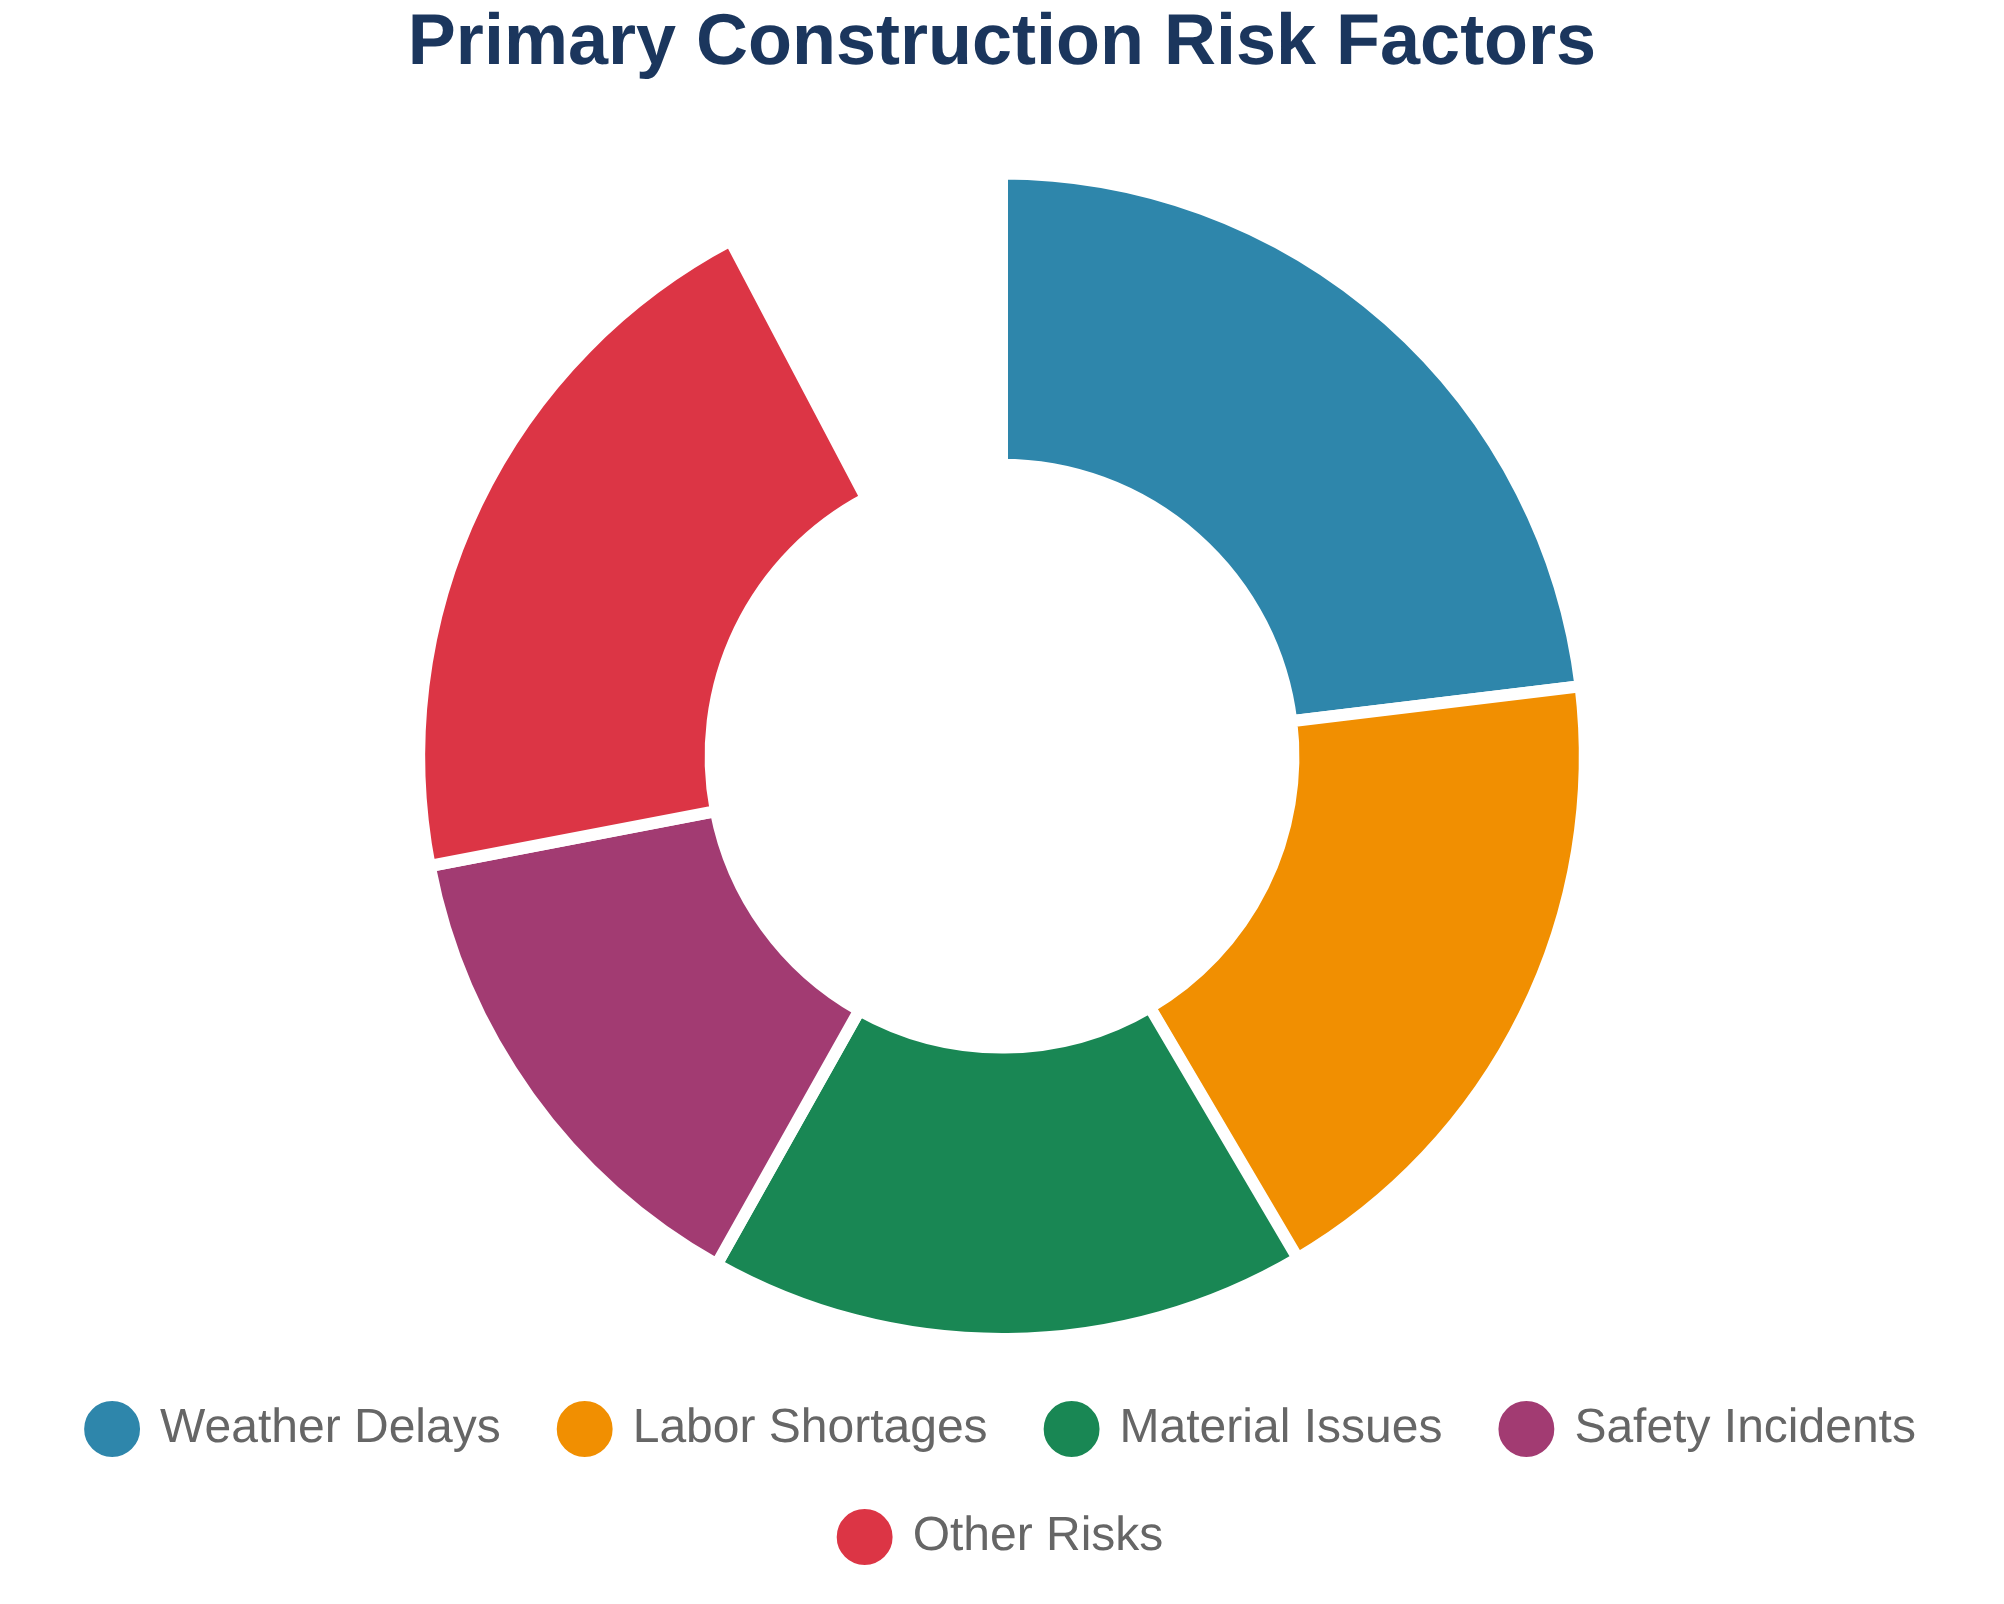 Primary Construction Risk Factors
Weather Delays Labor Shortages Material Issues Safety Incidents
Other Risks